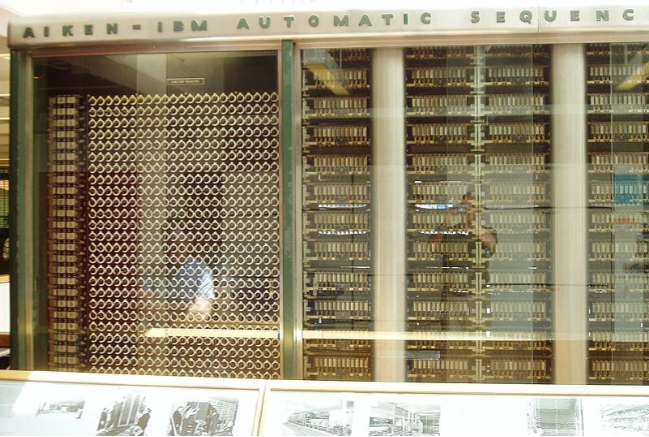 AIKEN - IBM AUTOMATIC SEQUENC